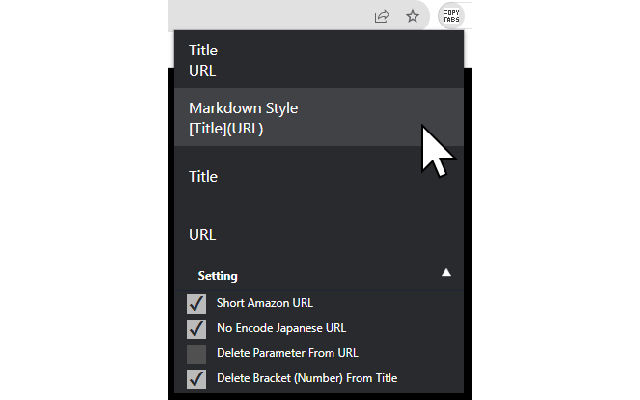 COPY
TABS
Title
URL
Markdown Style
[Title](URL)
Title
URL
Setting
Short Amazon URL
No Encode Japanese URL
Delete Parameter From URL
Delete Bracket (Number) From Title